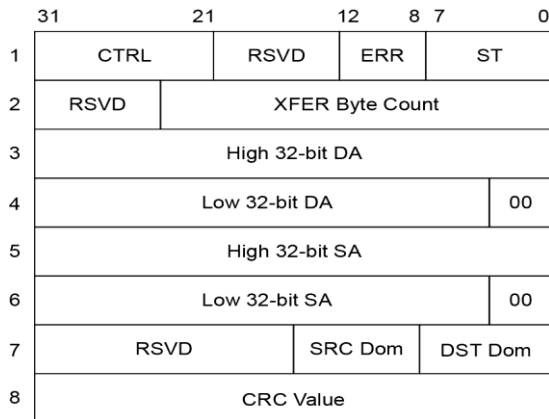 31 21 12 8 7 0
1 CTRL RSVD ERR ST
2 RSVD XFER Byte Count
3 High 32-bit DA
4 Low 32-bit DA 00
5 High 32-bit SA
6 Low 32-bit SA 00
7 RSVD SRC Dom DST Dom
8 CRC Value